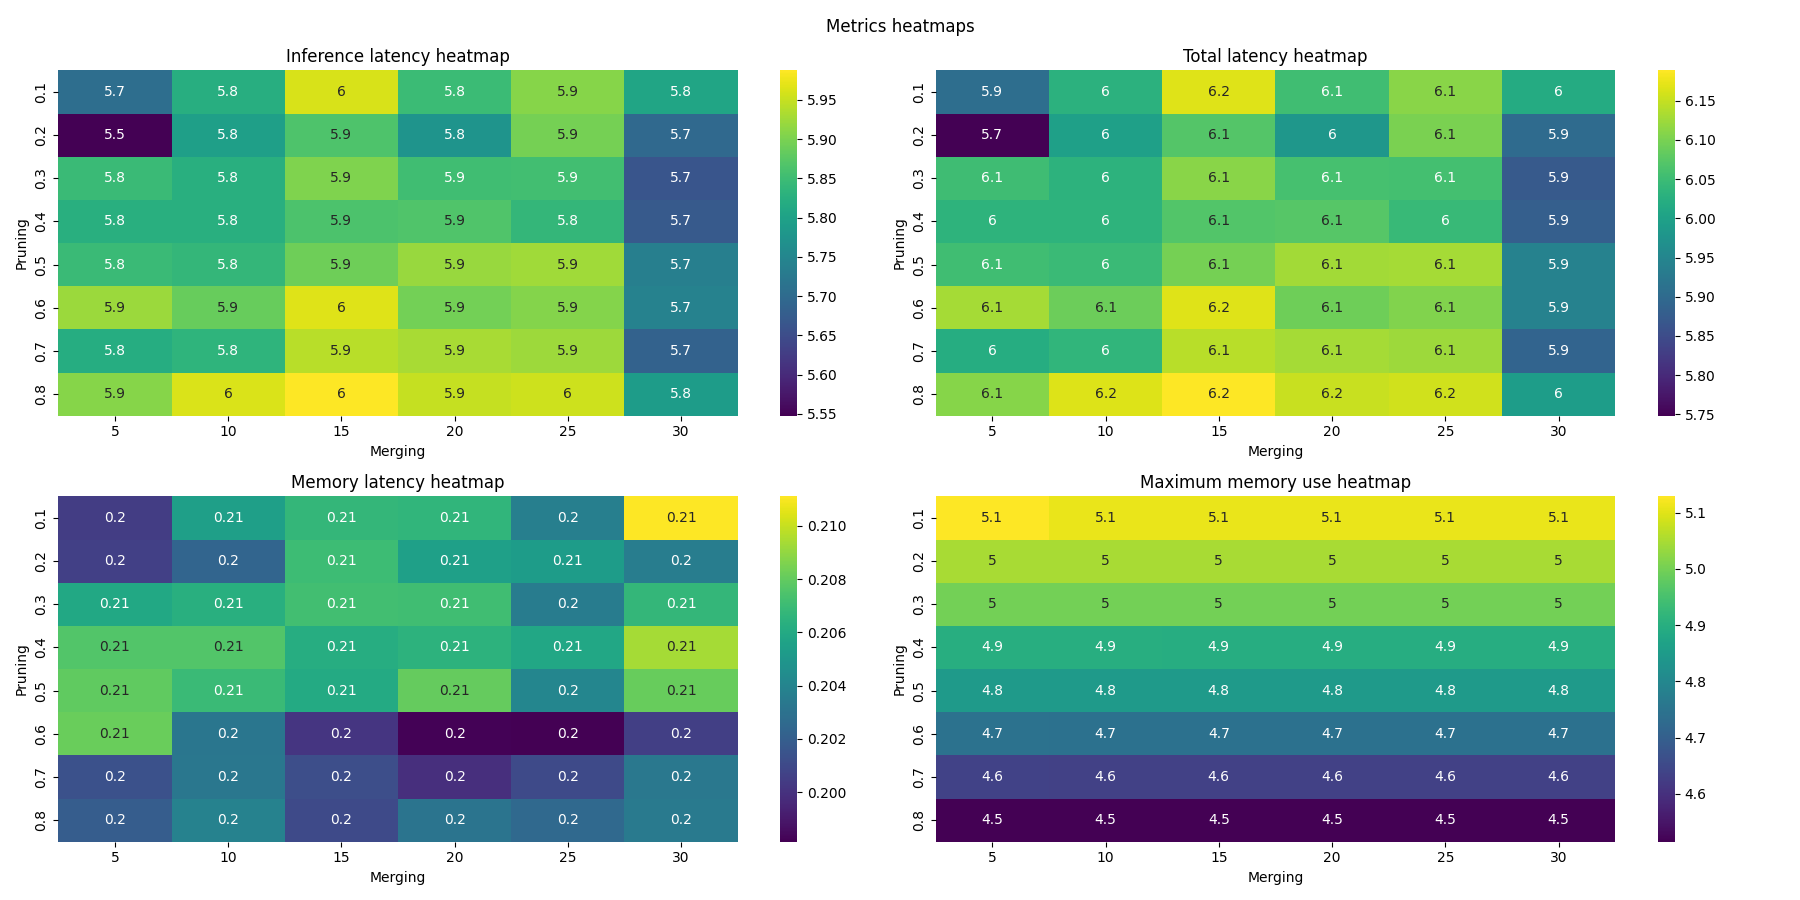 Metrics heatmaps
Inference latency heatmap
Pruning
0.1 5.7 5.8 6 5.8 5.9 5.8
0.2 5.5 5.8 5.9 5.8 5.9 5.7
0.3 5.8 5.8 5.9 5.9 5.9 5.7
0.4 5.8 5.8 5.9 5.9 5.8 5.7
0.5 5.8 5.8 5.9 5.9 5.9 5.7
0.6 5.9 5.9 6 5.9 5.9 5.7
0.7 5.8 5.8 5.9 5.9 5.9 5.7
0.8 5.9 6 6 5.9 6 5.8
5 10 15 20 25 30
Merging
5.95
5.90
5.85
5.80
5.75
5.70
5.65
5.60
5.55
Total latency heatmap
Pruning
0.1 5.9 6 6.2 6.1 6.1 6
0.2 5.7 6 6.1 6 6.1 5.9
0.3 6.1 6 6.1 6.1 6.1 5.9
0.4 6 6 6.1 6.1 6 5.9
0.5 6.1 6 6.1 6.1 6.1 5.9
0.6 6.1 6.1 6.2 6.1 6.1 5.9
0.7 6 6 6.1 6.1 6.1 5.9
0.8 6.1 6.2 6.2 6.2 6.2 6
5 10 15 20 25 30
Merging
6.15
6.10
6.05
6.00
5.95
5.90
5.85
5.80
5.75
Memory latency heatmap
Pruning
0.1 0.2 0.21 0.21 0.21 0.2 0.21
0.2 0.2 0.2 0.21 0.21 0.21 0.2
0.3 0.21 0.21 0.21 0.21 0.2 0.21
0.4 0.21 0.21 0.21 0.21 0.21 0.21
0.5 0.21 0.21 0.21 0.21 0.2 0.21
0.6 0.21 0.2 0.2 0.2 0.2 0.2
0.7 0.2 0.2 0.2 0.2 0.2 0.2
0.8 0.2 0.2 0.2 0.2 0.2 0.2
5 10 15 20 25 30
Merging
0.210
0.208
0.206
0.204
0.202
0.200
Maximum memory use heatmap
Pruning
0.1 5.1 5.1 5.1 5.1 5.1 5.1
0.2 5 5 5 5 5 5
0.3 5 5 5 5 5 5
0.4 4.9 4.9 4.9 4.9 4.9 4.9
0.5 4.8 4.8 4.8 4.8 4.8 4.8
0.6 4.7 4.7 4.7 4.7 4.7 4.7
0.7 4.6 4.6 4.6 4.6 4.6 4.6
0.8 4.5 4.5 4.5 4.5 4.5 4.5
5 10 15 20 25 30
Merging
5.1
5.0
4.9
4.8
4.7
4.6